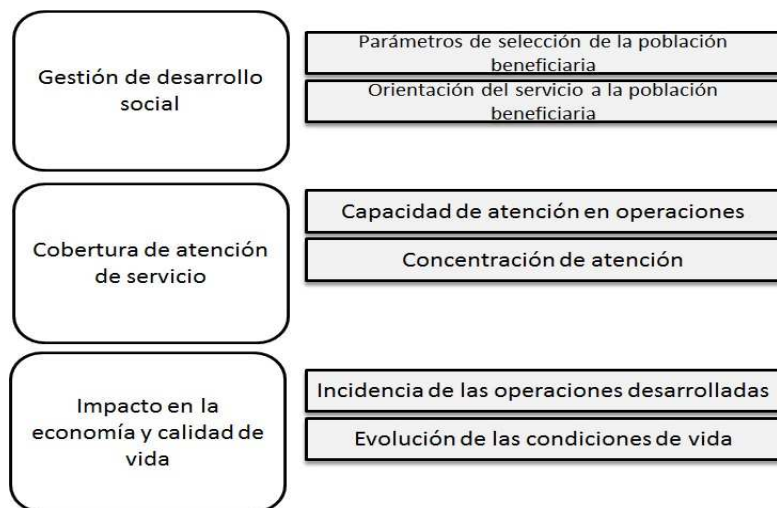 Gestión de desarrollo
social
Parámetros de selección de la población
beneficiaria
Orientación del servicio a la población
beneficiaria
Cobertura de atención
de servicio
Capacidad de atención en operaciones
Concentración de atención
Impacto en la
economía y calidad de
vida
Incidencia de las operaciones desarrolladas
Evolución de las condiciones de vida